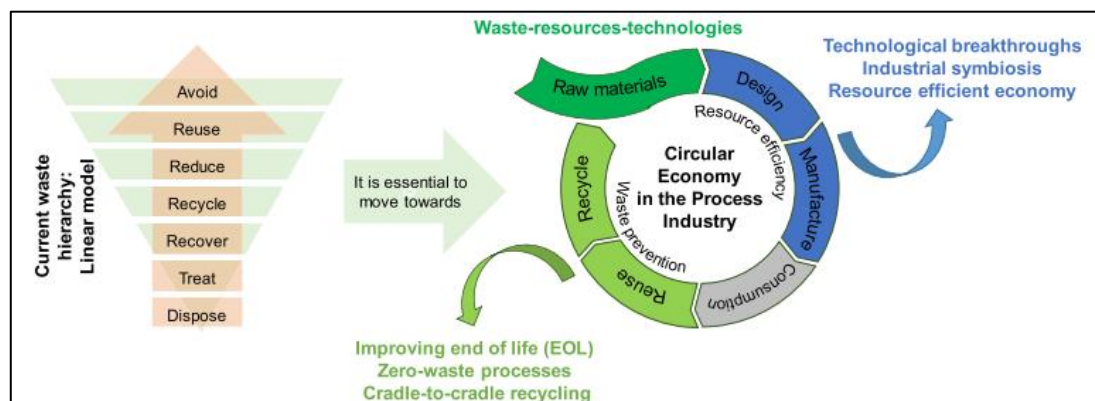 Current waste
hierarchy:
Linear model
Avoid
Reuse
Reduce
Recycle
Recover
Treat
Dispose
It is essential to
move towards
Waste-resources-technologies
Raw materials
Design
Manufacture
Consumption
Reuse
Recycle
Resource efficiency
Waste prevention
Circular
Economy
in the Process
Industry
Technological breakthroughs
Industrial symbiosis
Resource efficient economy
Improving end of life (EOL)
Zero-waste processes
Cradle-to-cradle recycling